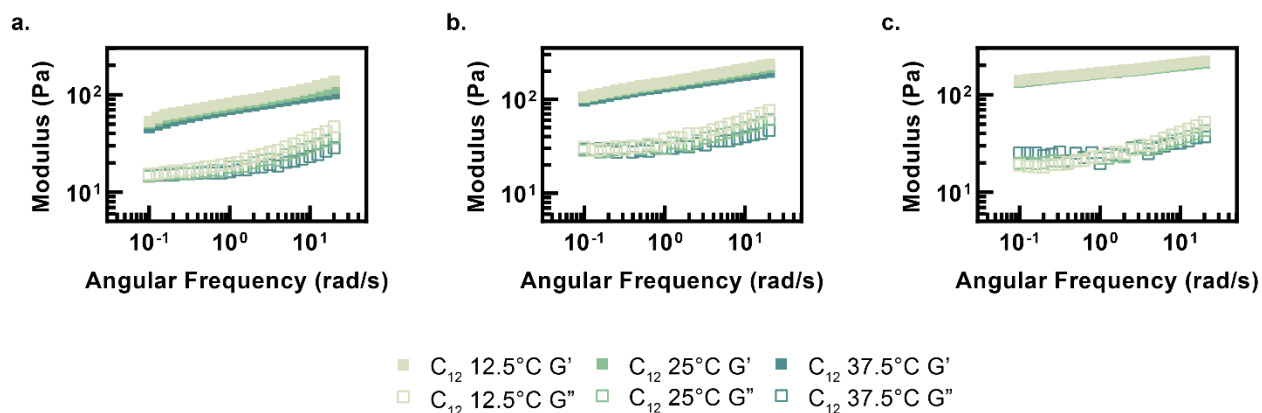 a.
b.
c.
Modulus (Pa)
10²
10¹
10⁻¹ 10⁰ 10¹
Angular Frequency (rad/s)
Modulus (Pa)
10²
10¹
10⁻¹ 10⁰ 10¹
Angular Frequency (rad/s)
Modulus (Pa)
10²
10¹
10⁻¹ 10⁰ 10¹
Angular Frequency (rad/s)
C₁₂ 12.5°C G’ C₁₂ 25°C G’ C₁₂ 37.5°C G’
C₁₂ 12.5°C G” C₁₂ 25°C G” C₁₂ 37.5°C G”